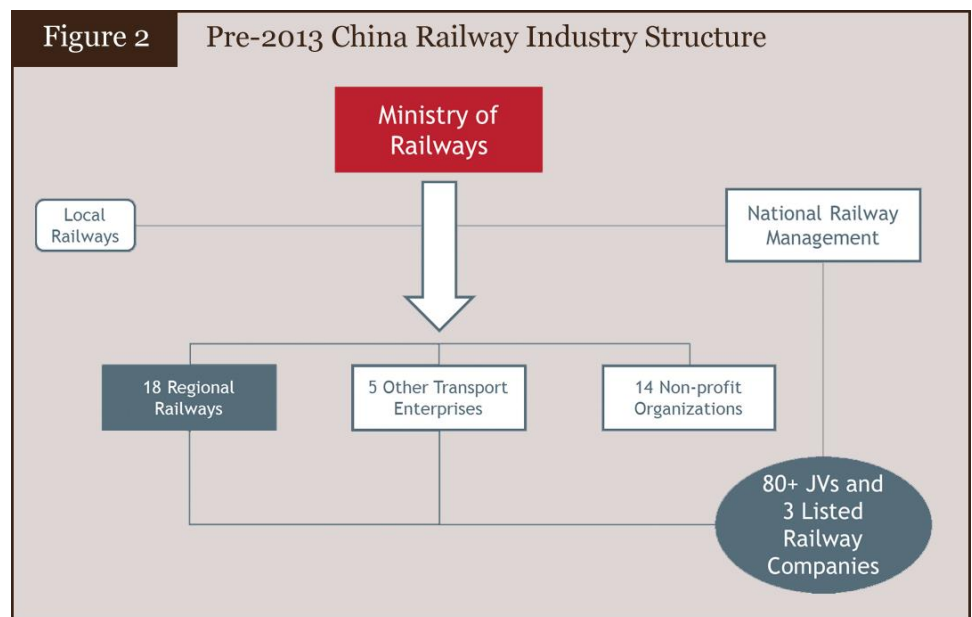 Figure 2
Pre-2013 China Railway Industry Structure
Ministry of
Railways
Local
Railways
National Railway
Management
18 Regional
Railways
5 Other Transport
Enterprises
14 Non-profit
Organizations
80+ JVs and
3 Listed
Railway
Companies